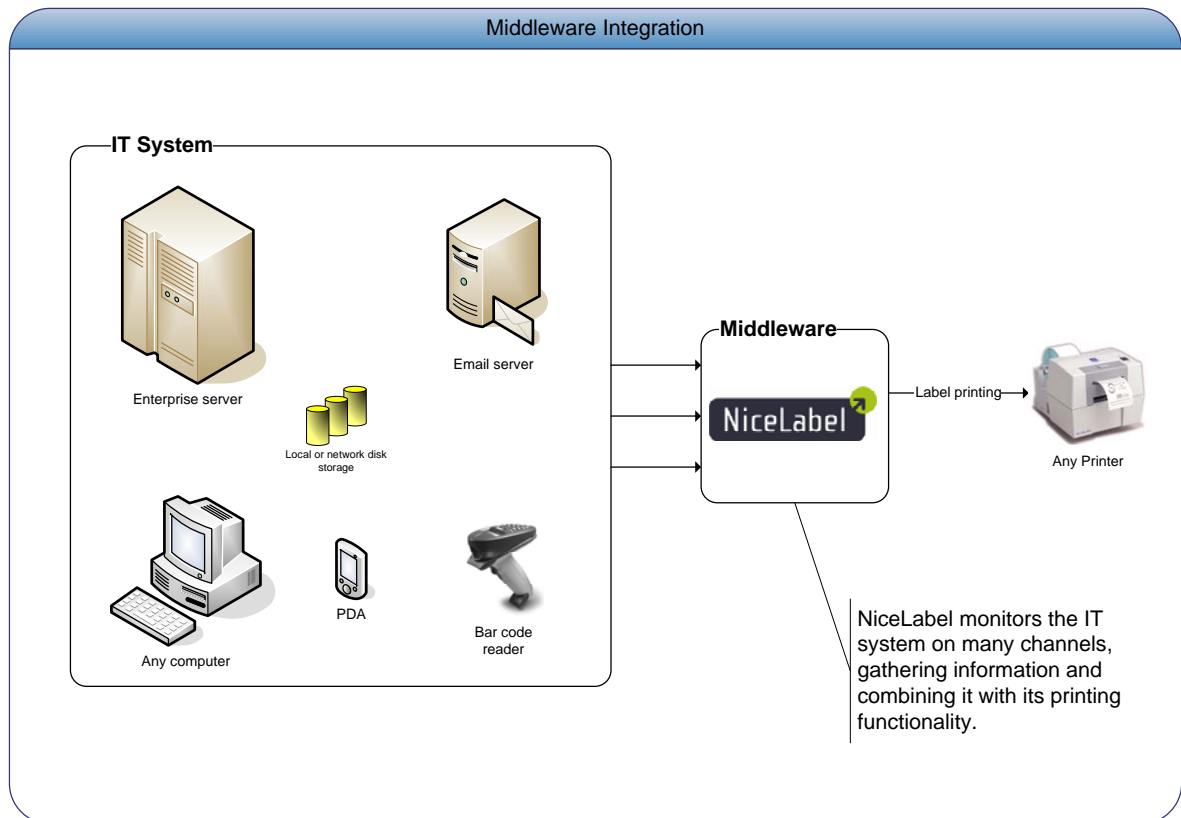 Middleware Integration
IT System
Enterprise server
Email server
Local or network disk
storage
Any computer
PDA
Bar code
reader
Middleware
NiceLabel
Label printing
Any Printer
NiceLabel monitors the IT
system on many channels,
gathering information and
combining it with its printing
functionality.